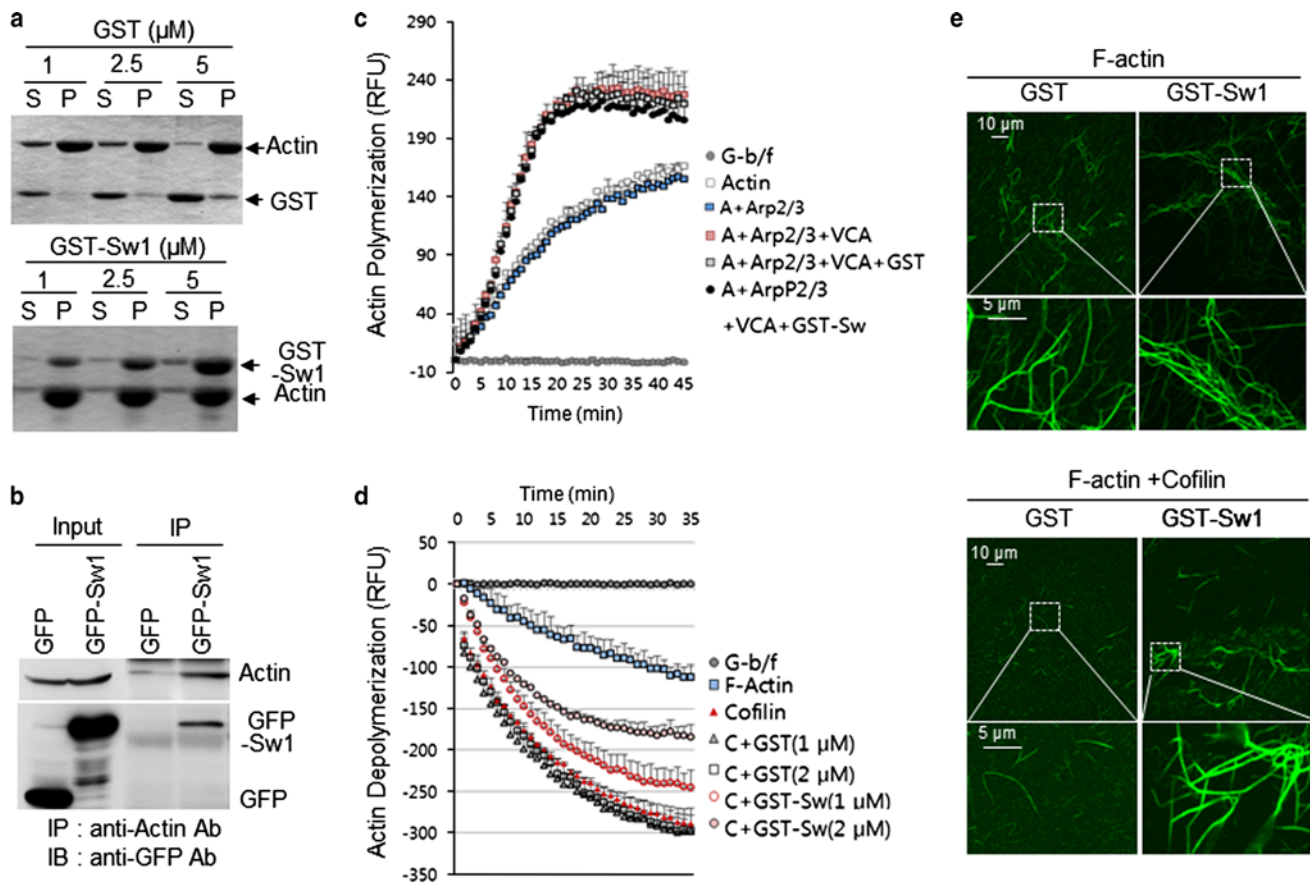 a
GST (µM)
1 2.5 5
S P S P S P
Actin
GST
GST-Sw1 (µM)
1 2.5 5
S P S P S P
GST
-Sw1
Actin
b
Input IP
GFP GFP-Sw1 GFP GFP-Sw1
Actin
GFP
-Sw1
GFP
IP : anti-Actin Ab
IB : anti-GFP Ab
c
Actin Polymerization (RFU)
290
240
190
140
90
40
-10
0 5 10 15 20 25 30 35 40 45
Time (min)
G-b/f
Actin
A+Arp2/3
A+Arp2/3+VCA
A+Arp2/3+VCA+GST
A+ArpP2/3
+VCA+GST-Sw
d
Time (min)
0 5 10 15 20 25 30 35
Actin Depolymerization (RFU)
50
0
-50
-100
-150
-200
-250
-300
-350
G-b/f
F-Actin
Cofilin
C+GST(1 µM)
C+GST(2 µM)
C+GST-Sw(1 µM)
C+GST-Sw(2 µM)
e
F-actin
GST GST-Sw1
10 µm
5 µm
F-actin +Cofilin
GST GST-Sw1
10 µm
5 µm